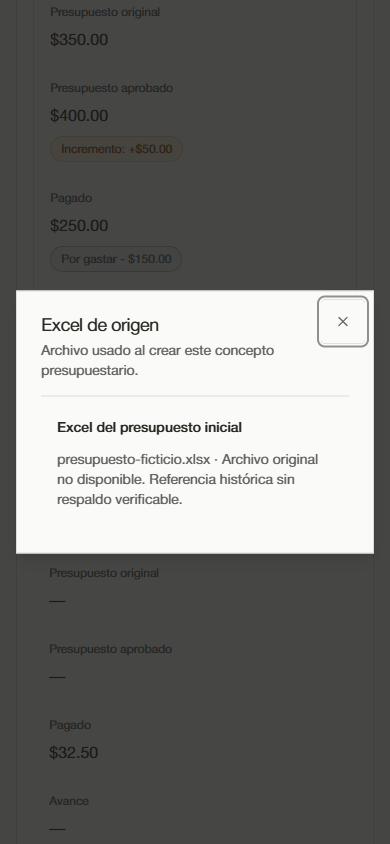 Presupuesto original
$350.00
Presupuesto aprobado
$400.00
Incremento: +$50.00
Pagado
$250.00
Por gastar - $150.00
Excel de origen
Archivo usado al crear este concepto
presupuestario.
Excel del presupuesto inicial
presupuesto-ficticio.xlsx · Archivo original
no disponible. Referencia histórica sin
respaldo verificable.
Presupuesto original
—
Presupuesto aprobado
—
Pagado
$32.50
Avance
—